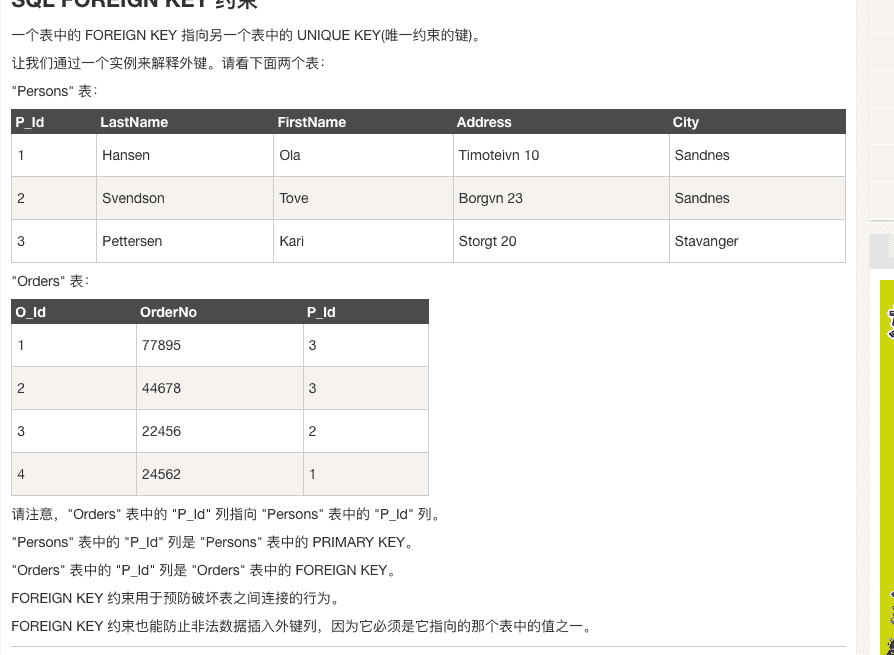 SQL FOREIGN KEY 约束
一个表中的 FOREIGN KEY 指向另一个表中的 UNIQUE KEY(唯一约束的键)。
让我们通过一个实例来解释外键。请看下面两个表：
"Persons" 表：
P_Id LastName FirstName Address City
1 Hansen Ola Timoteivn 10 Sandnes
2 Svendson Tove Borgvn 23 Sandnes
3 Pettersen Kari Storgt 20 Stavanger
"Orders" 表：
O_Id OrderNo P_Id
1 77895 3
2 44678 3
3 22456 2
4 24562 1
请注意，"Orders" 表中的 "P_Id" 列指向 "Persons" 表中的 "P_Id" 列。
"Persons" 表中的 "P_Id" 列是 "Persons" 表中的 PRIMARY KEY。
"Orders" 表中的 "P_Id" 列是 "Orders" 表中的 FOREIGN KEY。
FOREIGN KEY 约束用于预防破坏表之间连接的行为。
FOREIGN KEY 约束也能防止非法数据插入外键列，因为它必须是它指向的那个表中的值之一。